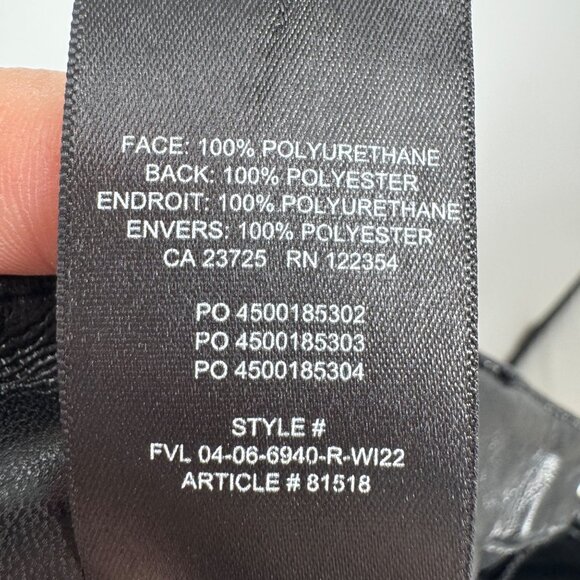 FACE: 100% POLYURETHANE
BACK: 100% POLYESTER
ENDROIT: 100% POLYURETHANE
ENVERS: 100% POLYESTER
CA 23725 RN 122354
PO 4500185302
PO 4500185303
PO 4500185304
STYLE #
FVL 04-06-6940-R-WI22
ARTICLE # 81518